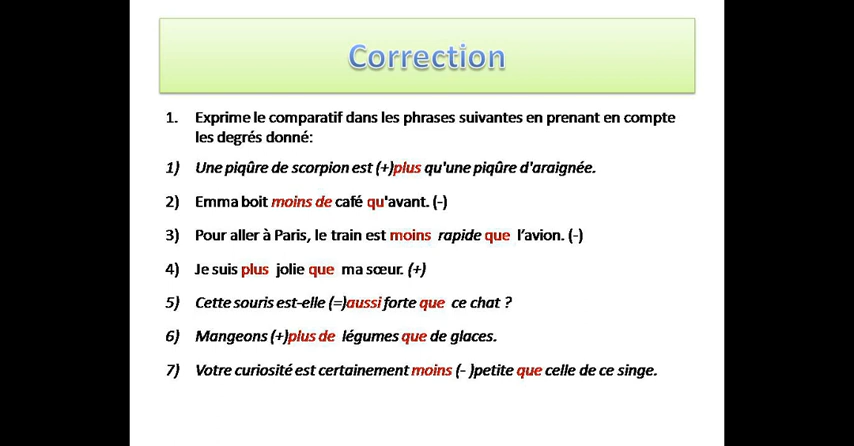 Correction
1. Exprime le comparatif dans les phrases suivantes en prenant en compte
les degrés donné:
1) Une piqûre de scorpion est (+)plus qu'une piqûre d'araignée.
2) Emma boit moins de café qu'avant. (-)
3) Pour aller à Paris, le train est moins rapide que l’avion. (-)
4) Je suis plus jolie que ma sœur. (+)
5) Cette souris est-elle (=)aussi forte que ce chat ?
6) Mangeons (+)plus de légumes que de glaces.
7) Votre curiosité est certainement moins (- )petite que celle de ce singe.